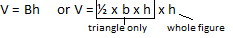 V = Bh or V = ½ x b x h x h
triangle only whole figure